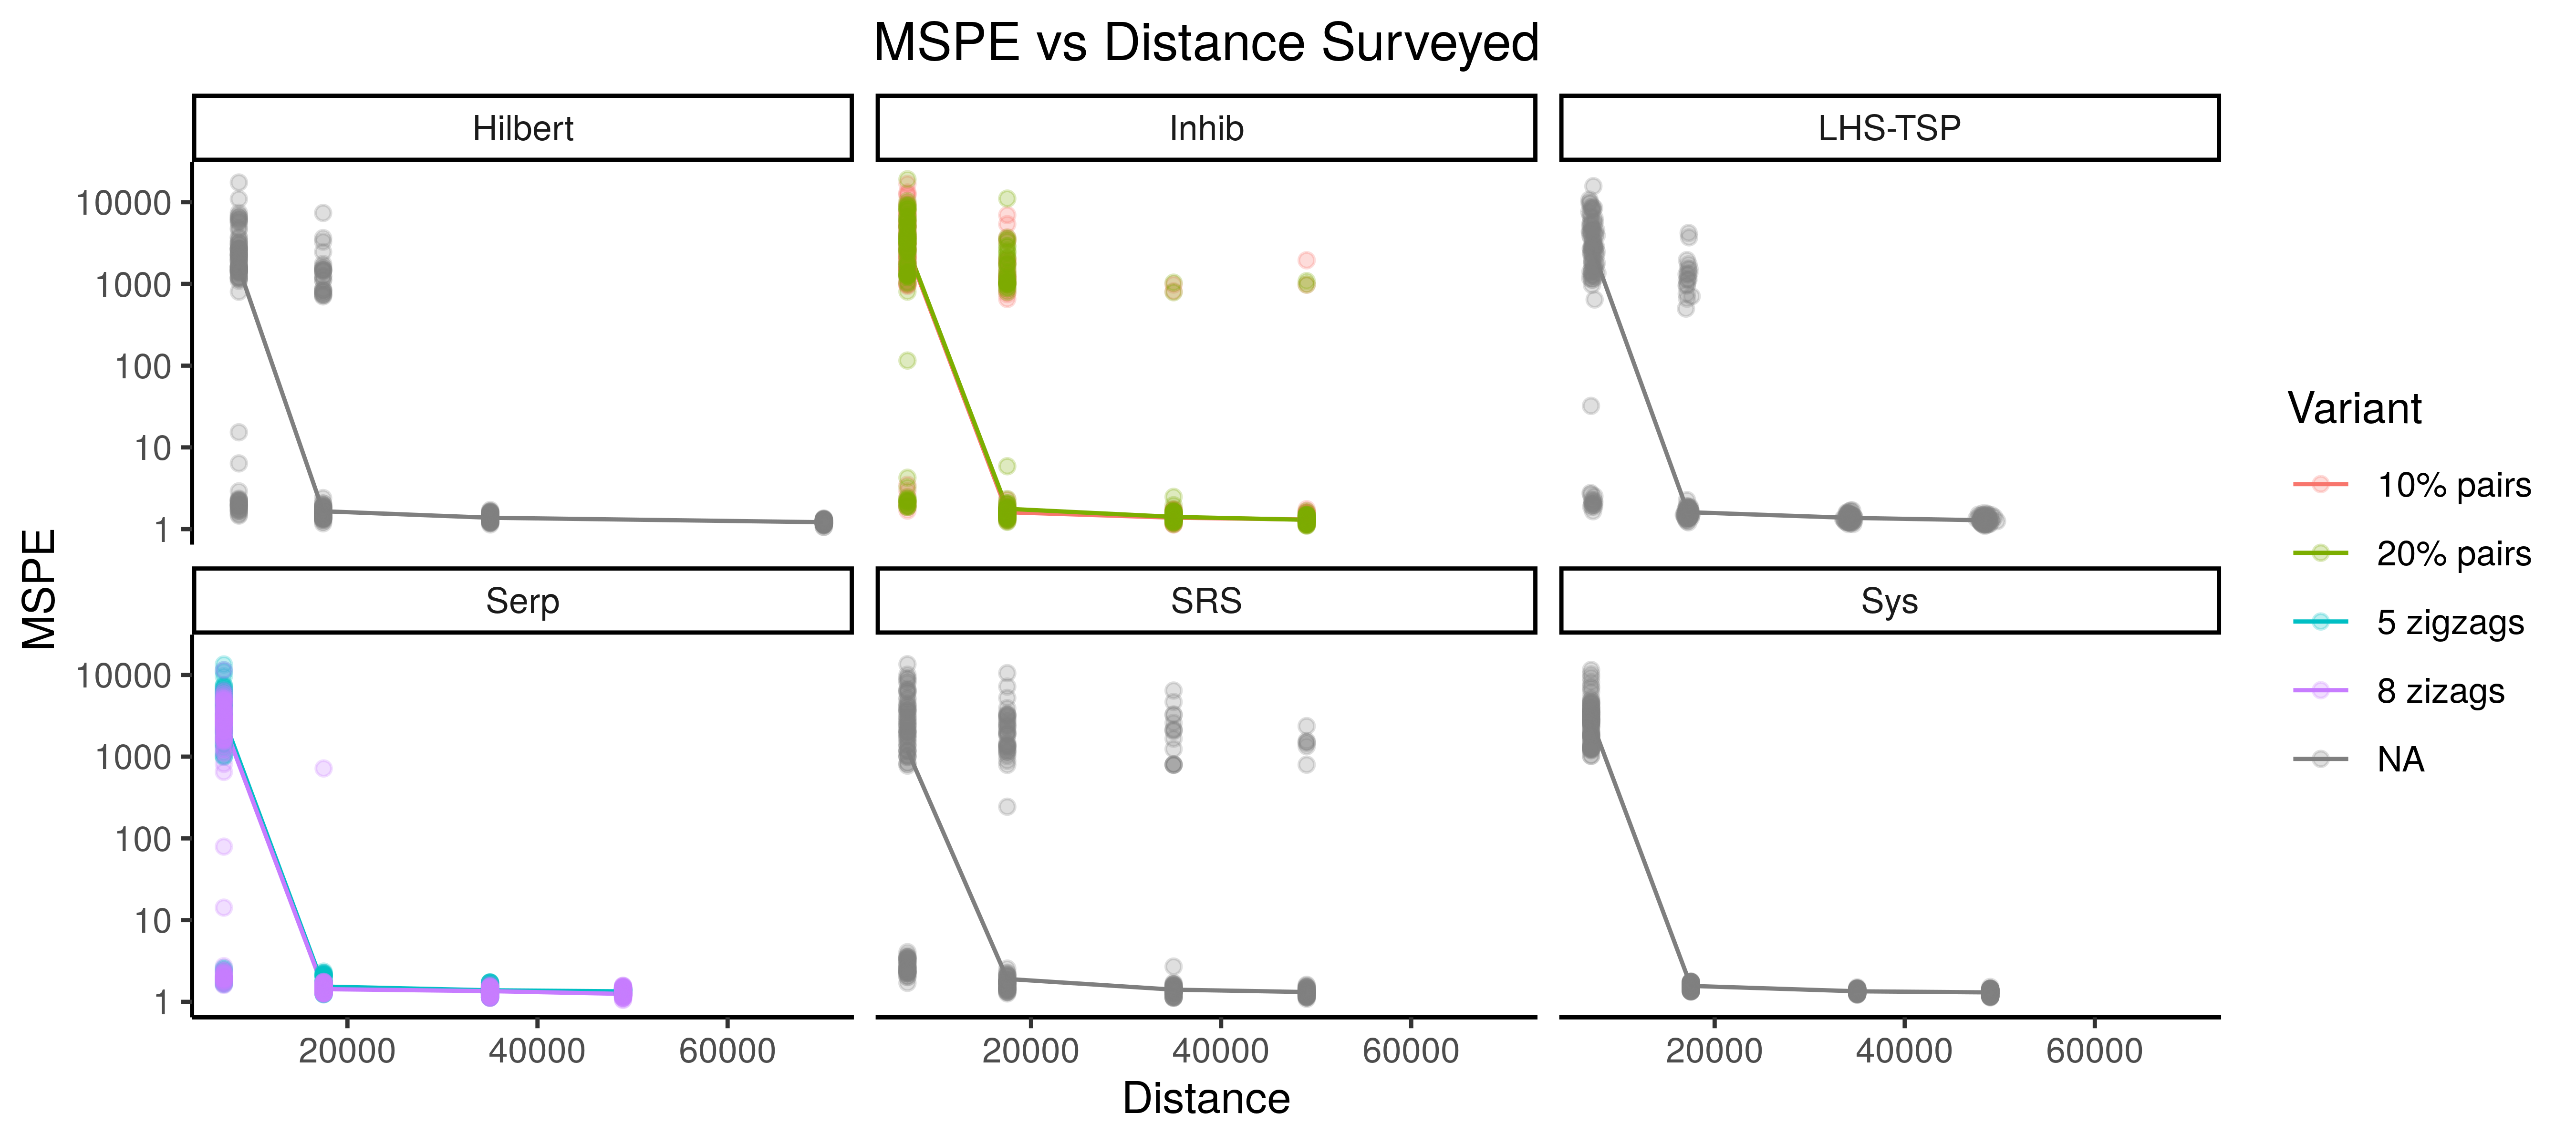 MSPE vs Distance Surveyed
Hilbert
Inhib
LHS-TSP
10000
1000
100
10
1
Serp
SRS
Sys
10000
1000
100
10
1
20000 40000 60000
20000 40000 60000
20000 40000 60000
Distance
MSPE
Variant
10% pairs
20% pairs
5 zigzags
8 zizags
NA